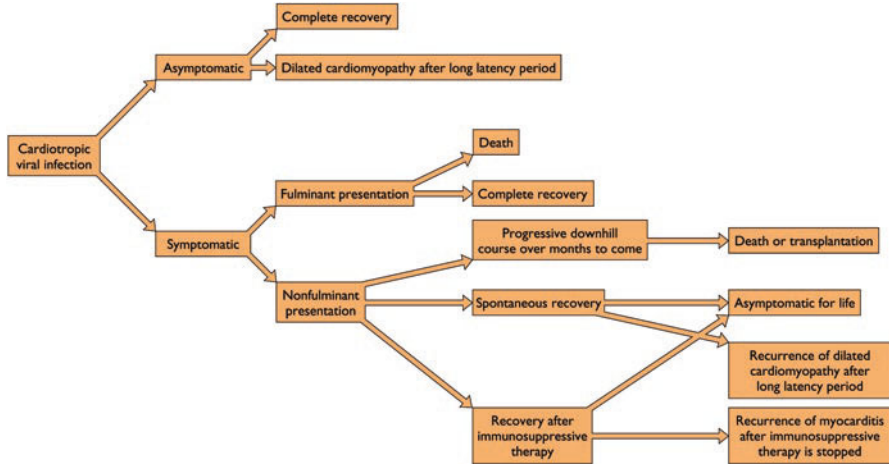 Complete recovery
Asymptomatic
Dilated cardiomyopathy after long latency period
Cardiotropic
viral infection
Death
Fulminant presentation
Complete recovery
Symptomatic
Progressive downhill
course over months to come
Death or transplantation
Nonfulminant
presentation
Spontaneous recovery
Asymptomatic for life
Recurrence of dilated
cardiomyopathy after
long latency period
Recovery after
immunosuppressive
therapy
Recurrence of myocarditis
after immunosuppressive
therapy is stopped